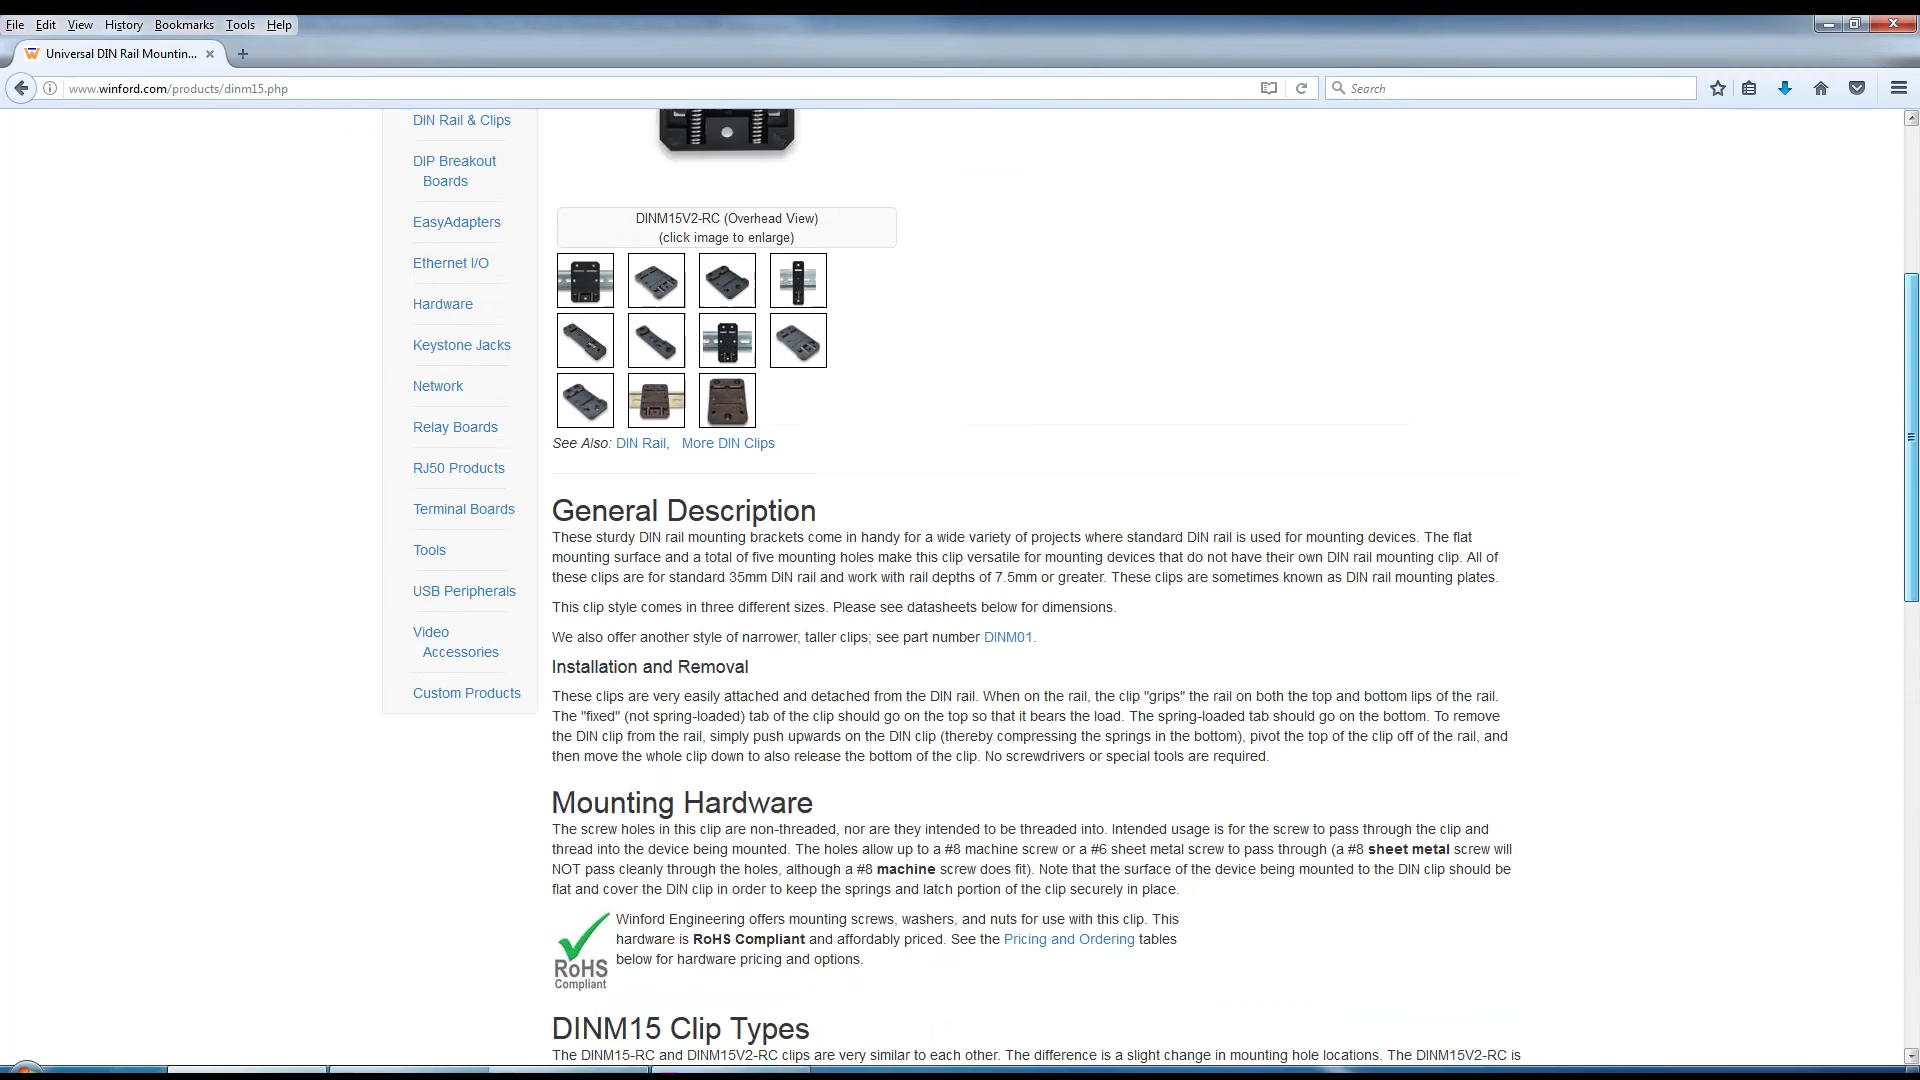 File Edit View History Bookmarks Tools Help
Universal DIN Rail Mountin...
www.winford.com/products/dinm15.php
Search
DIN Rail & Clips
DIP Breakout
Boards
EasyAdapters
Ethernet I/O
Hardware
Keystone Jacks
Network
Relay Boards
RJ50 Products
Terminal Boards
Tools
USB Peripherals
Video
Accessories
Custom Products
DINM15V2-RC (Overhead View)
(click image to enlarge)
See Also: DIN Rail, More DIN Clips
General Description
These sturdy DIN rail mounting brackets come in handy for a wide variety of projects where standard DIN rail is used for mounting devices. The flat
mounting surface and a total of five mounting holes make this clip versatile for mounting devices that do not have their own DIN rail mounting clip. All of
these clips are for standard 35mm DIN rail and work with rail depths of 7.5mm or greater. These clips are sometimes known as DIN rail mounting plates.
This clip style comes in three different sizes. Please see datasheets below for dimensions.
We also offer another style of narrower, taller clips; see part number DINM01.
Installation and Removal
These clips are very easily attached and detached from the DIN rail. When on the rail, the clip "grips" the rail on both the top and bottom lips of the rail.
The "fixed" (not spring-loaded) tab of the clip should go on the top so that it bears the load. The spring-loaded tab should go on the bottom. To remove
the DIN clip from the rail, simply push upwards on the DIN clip (thereby compressing the springs in the bottom), pivot the top of the clip off of the rail, and
then move the whole clip down to also release the bottom of the clip. No screwdrivers or special tools are required.
Mounting Hardware
The screw holes in this clip are non-threaded, nor are they intended to be threaded into. Intended usage is for the screw to pass through the clip and
thread into the device being mounted. The holes allow up to a #8 machine screw or a #6 sheet metal screw to pass through (a #8 sheet metal screw will
NOT pass cleanly through the holes, although a #8 machine screw does fit). Note that the surface of the device being mounted to the DIN clip should be
flat and cover the DIN clip in order to keep the springs and latch portion of the clip securely in place.
Winford Engineering offers mounting screws, washers, and nuts for use with this clip. This
hardware is RoHS Compliant and affordably priced. See the Pricing and Ordering tables
below for hardware pricing and options.
RoHS
Compliant
DINM15 Clip Types
The DINM15-RC and DINM15V2-RC clips are very similar to each other. The difference is a slight change in mounting hole locations. The DINM15V2-RC is